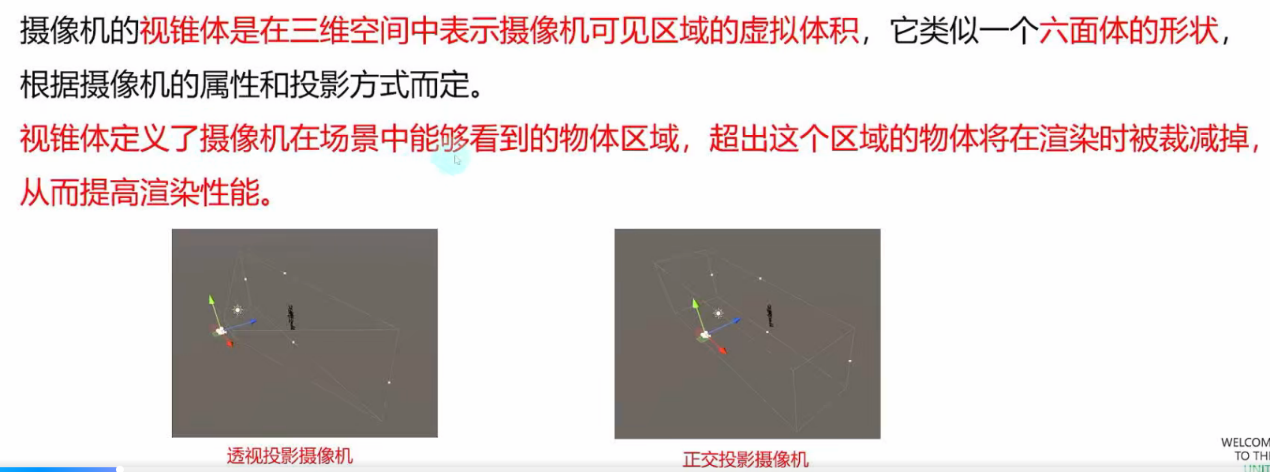 摄像机的视锥体是在三维空间中表示摄像机可见区域的虚拟体积，它类似一个六面体的形状，
根据摄像机的属性和投影方式而定。
视锥体定义了摄像机在场景中能够看到的物体区域，超出这个区域的物体将在渲染时被裁减掉，
从而提高渲染性能。
透视投影摄像机
正交投影摄像机
WELCOM
TO TH